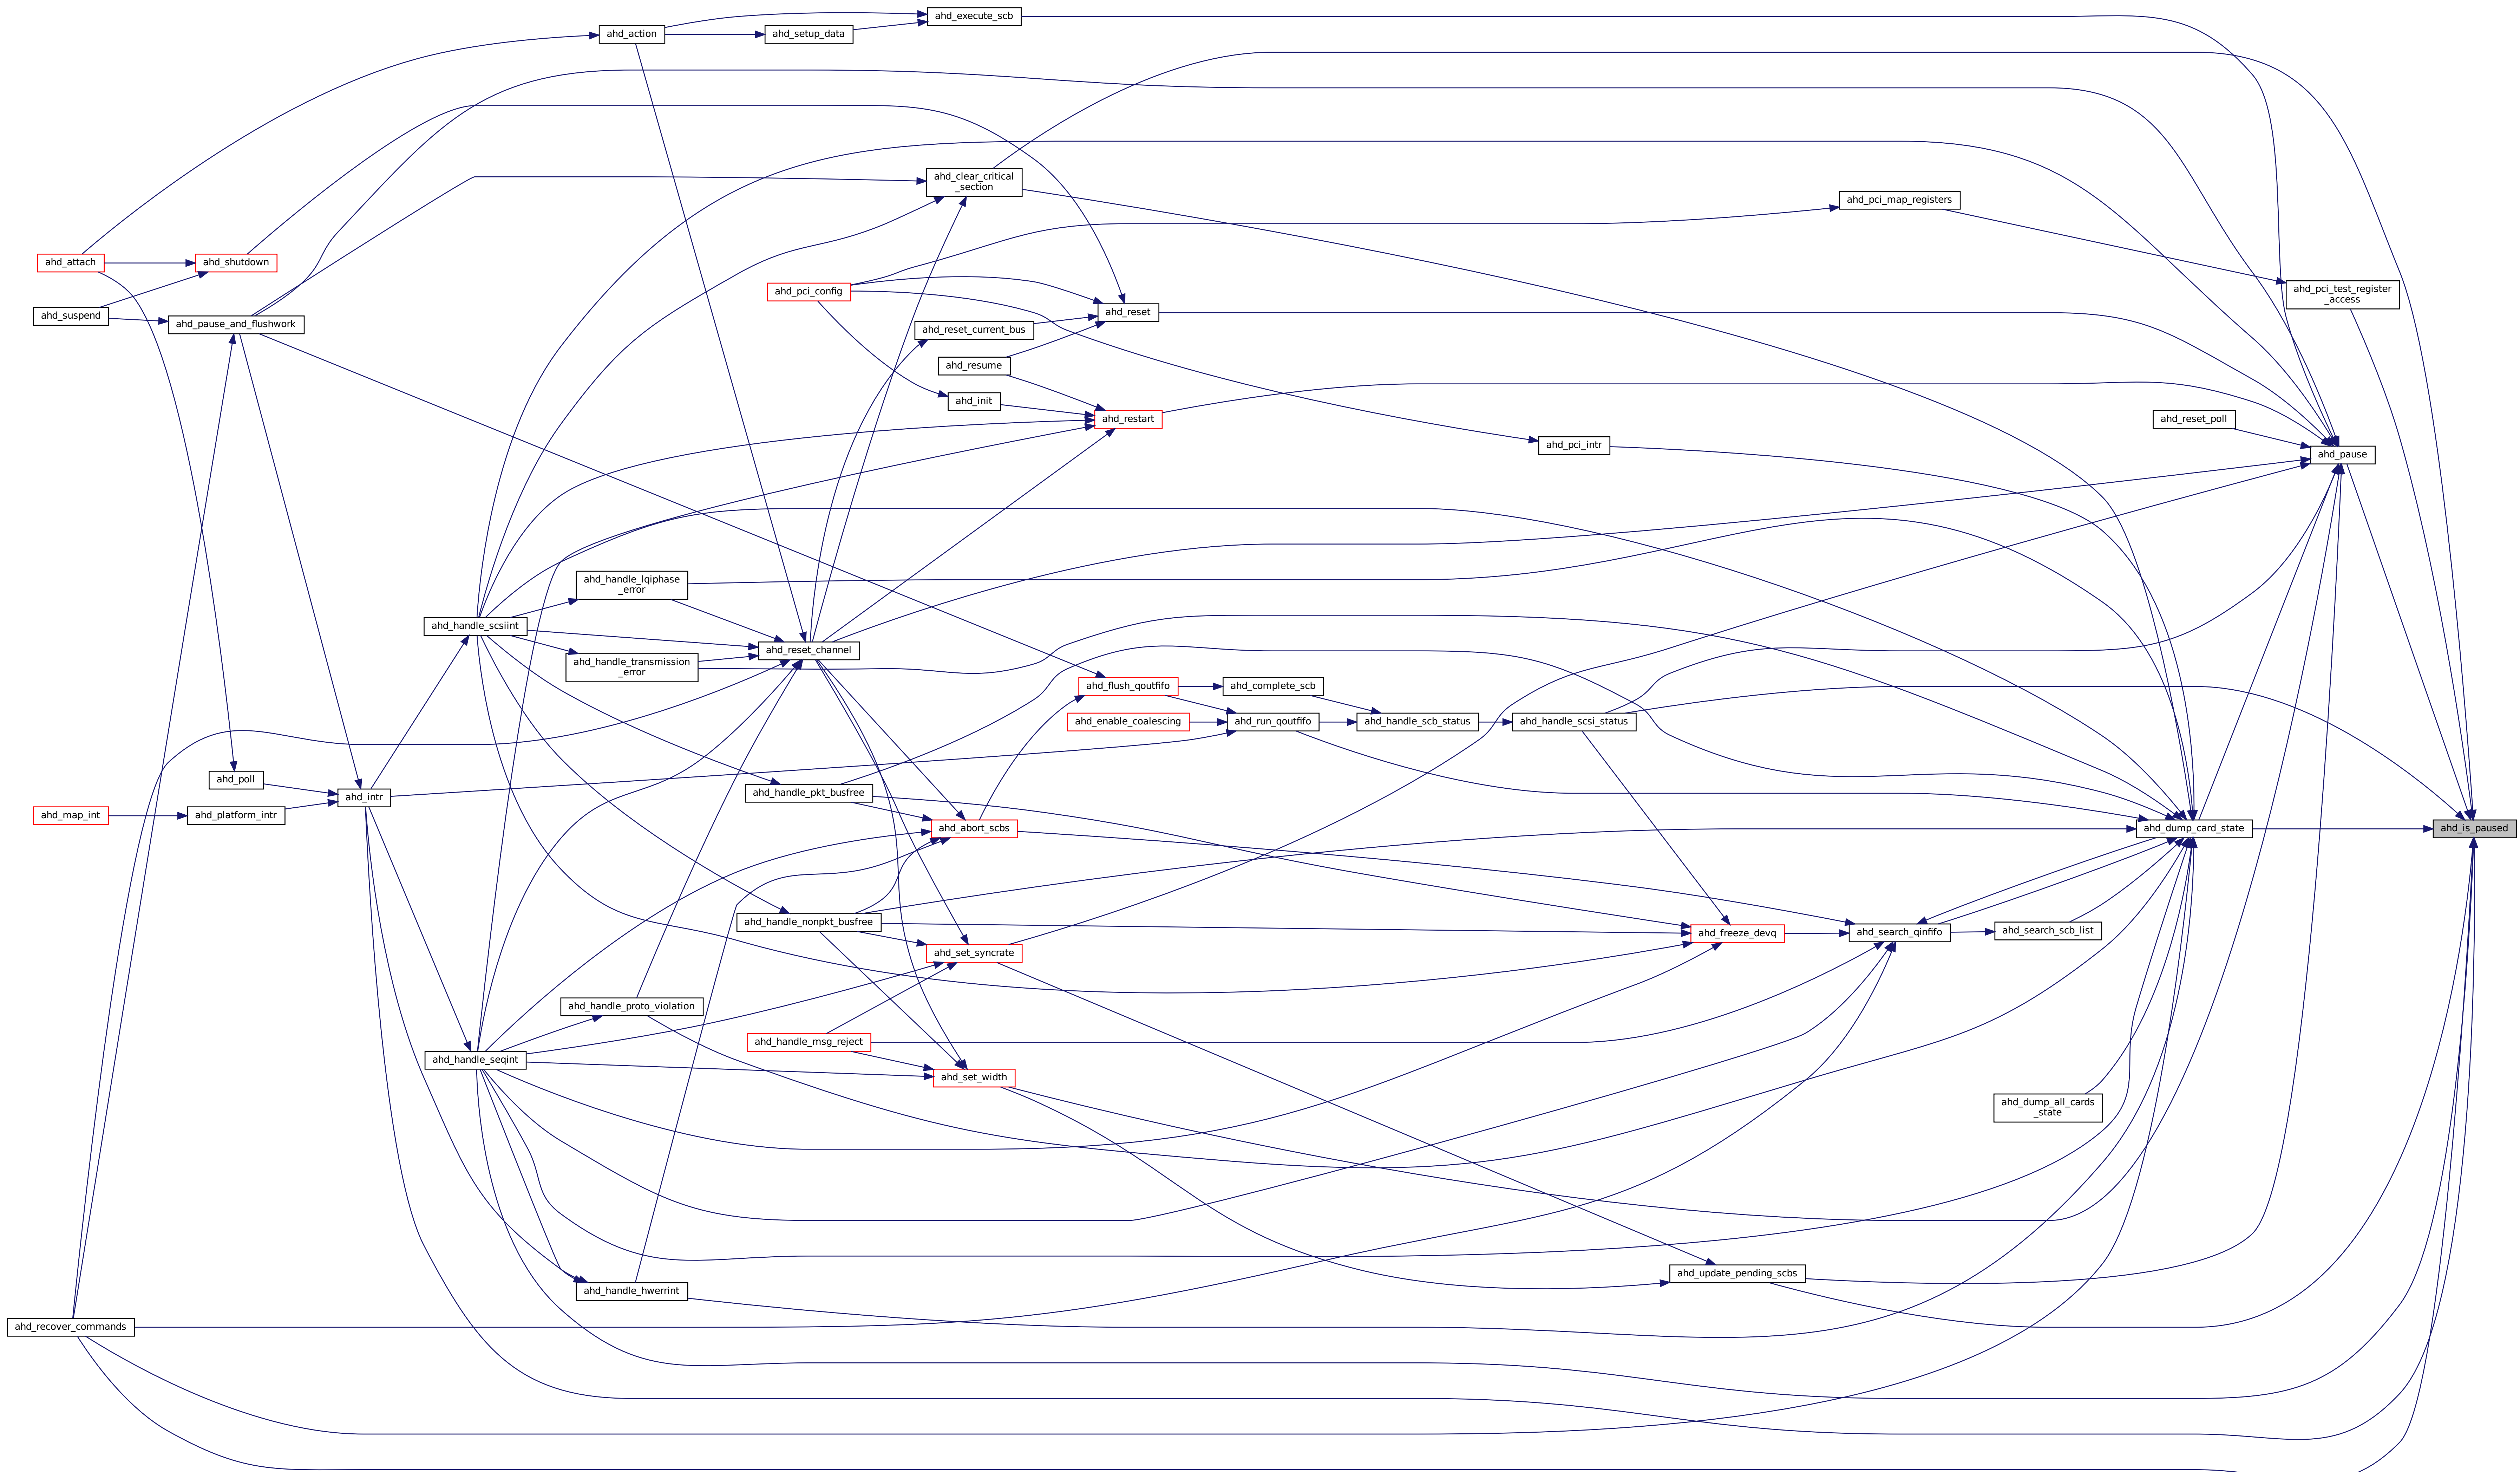 ahd_execute_scb
ahd_action
ahd_setup_data
ahd_clear_critical
_section
ahd_pci_map_registers
ahd_attach
ahd_shutdown
ahd_pci_config
ahd_pci_test_register
_access
ahd_suspend
ahd_pause_and_flushwork
ahd_reset_current_bus
ahd_reset
ahd_resume
ahd_init
ahd_restart
ahd_reset_poll
ahd_pci_intr
ahd_pause
ahd_handle_lqiphase
_error
ahd_handle_scsiint
ahd_reset_channel
ahd_handle_transmission
_error
ahd_flush_qoutfifo
ahd_complete_scb
ahd_enable_coalescing
ahd_run_qoutfifo
ahd_handle_scb_status
ahd_handle_scsi_status
ahd_poll
ahd_intr
ahd_handle_pkt_busfree
ahd_map_int
ahd_platform_intr
ahd_abort_scbs
ahd_dump_card_state
ahd_is_paused
ahd_handle_nonpkt_busfree
ahd_freeze_devq
ahd_search_qinfifo
ahd_search_scb_list
ahd_set_syncrate
ahd_handle_proto_violation
ahd_handle_msg_reject
ahd_handle_seqint
ahd_set_width
ahd_dump_all_cards
_state
ahd_update_pending_scbs
ahd_handle_hwerrint
ahd_recover_commands